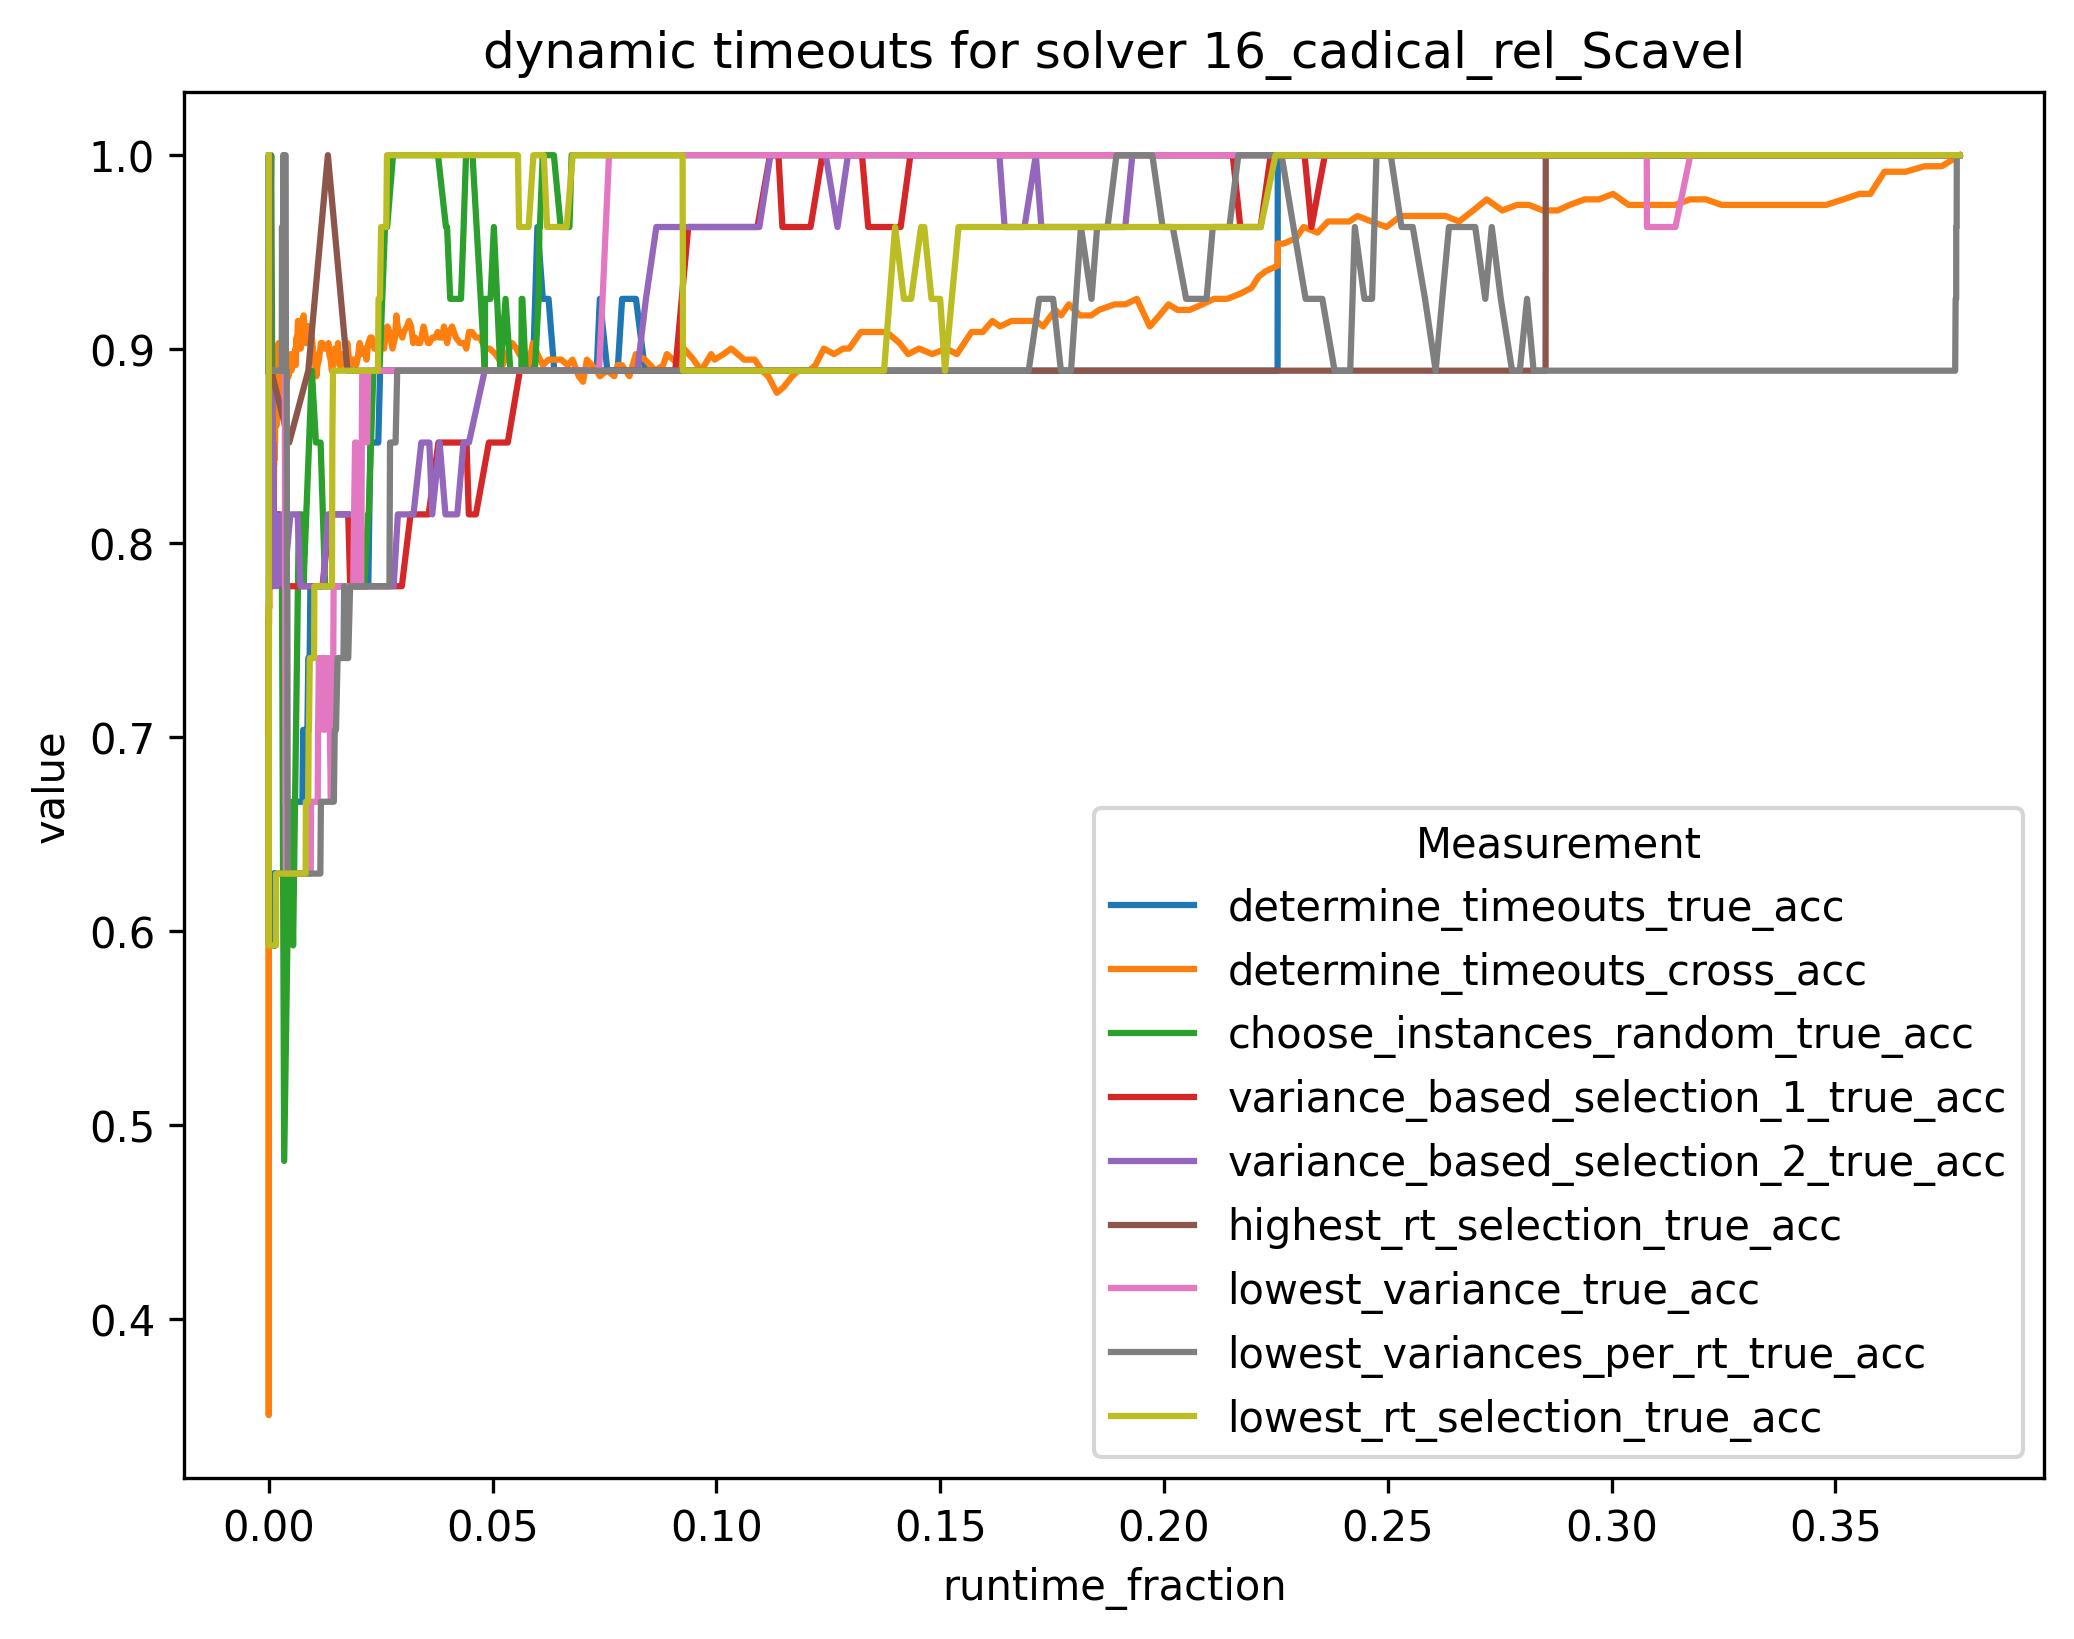 dynamic timeouts for solver 16_cadical_rel_Scavel
1.0
0.9
0.8
0.7
0.6
0.5
0.4
value
0.00 0.05 0.10 0.15 0.20 0.25 0.30 0.35
runtime_fraction
Measurement
determine_timeouts_true_acc
determine_timeouts_cross_acc
choose_instances_random_true_acc
variance_based_selection_1_true_acc
variance_based_selection_2_true_acc
highest_rt_selection_true_acc
lowest_variance_true_acc
lowest_variances_per_rt_true_acc
lowest_rt_selection_true_acc